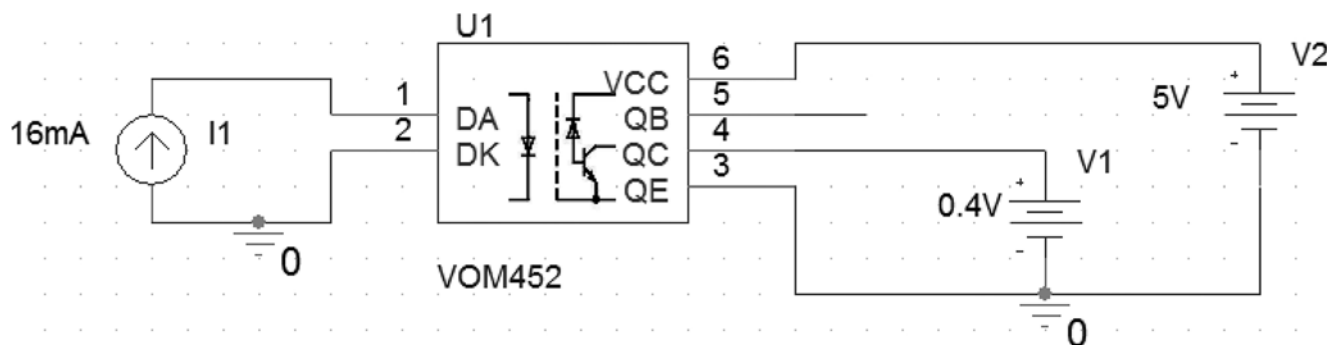 U1
6
V2
VCC
5
1
5V
DA
QB
4
16mA
I1
2
DK
QC
3
V1
QE
0.4V
0
VOM452
0